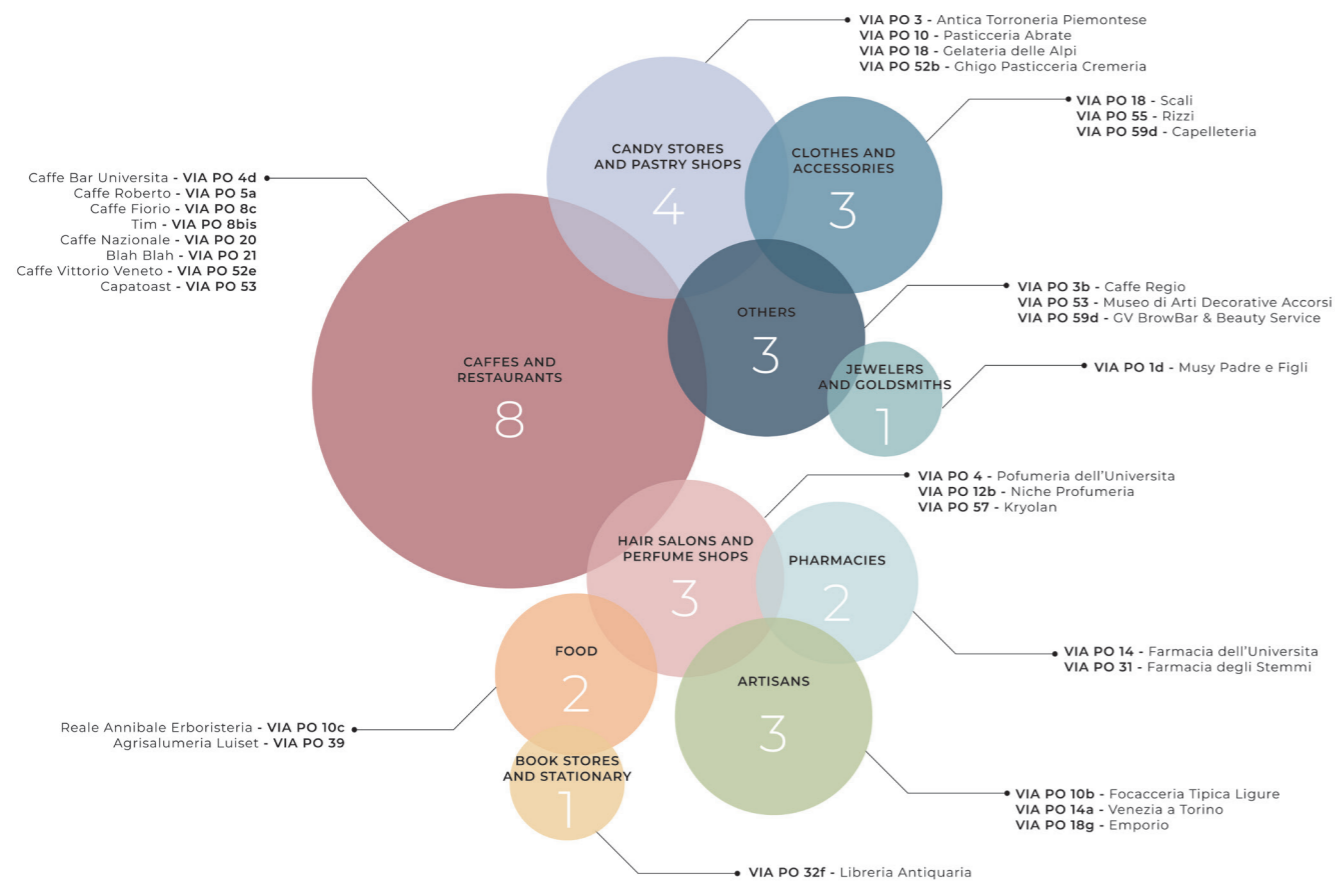 VIA PO 3 - Antica Torroneria Piemontese
VIA PO 10 - Pasticceria Abrate
VIA PO 18 - Gelateria delle Alpi
VIA PO 52b - Ghigo Pasticceria Cremeria
CANDY STORES
AND PASTRY SHOPS
4
VIA PO 18 - Scali
VIA PO 55 - Rizzi
VIA PO 59d - Capelleteria
CLOTHES AND
ACCESSORIES
3
Caffe Bar Universita - VIA PO 4d
Caffe Roberto - VIA PO 5a
Caffe Fiorio - VIA PO 8c
Tim - VIA PO 8bis
Caffe Nazionale - VIA PO 20
Blah Blah - VIA PO 21
Caffe Vittorio Veneto - VIA PO 52e
Capatoast - VIA PO 53
CAFFES AND
RESTAURANTS
8
OTHERS
3
VIA PO 3b - Caffe Regio
VIA PO 53 - Museo di Arti Decorative Accorsi
VIA PO 59d - GV BrowBar & Beauty Service
JEWELERS
AND GOLDSMITHS
1
VIA PO 1d - Musy Padre e Figli
HAIR SALONS AND
PERFUME SHOPS
3
VIA PO 4 - Pofumeria dell'Universita
VIA PO 12b - Niche Profumeria
VIA PO 57 - Kryolan
PHARMACIES
2
VIA PO 14 - Farmacia dell'Universita
VIA PO 31 - Farmacia degli Stemmi
FOOD
2
Reale Annibale Erboristeria - VIA PO 10c
Agrisalumeria Luiset - VIA PO 39
ARTISANS
3
VIA PO 10b - Focacceria Tipica Ligure
VIA PO 14a - Venezia a Torino
VIA PO 18g - Emporio
BOOK STORES
AND STATIONARY
1
VIA PO 32f - Libreria Antiquaria